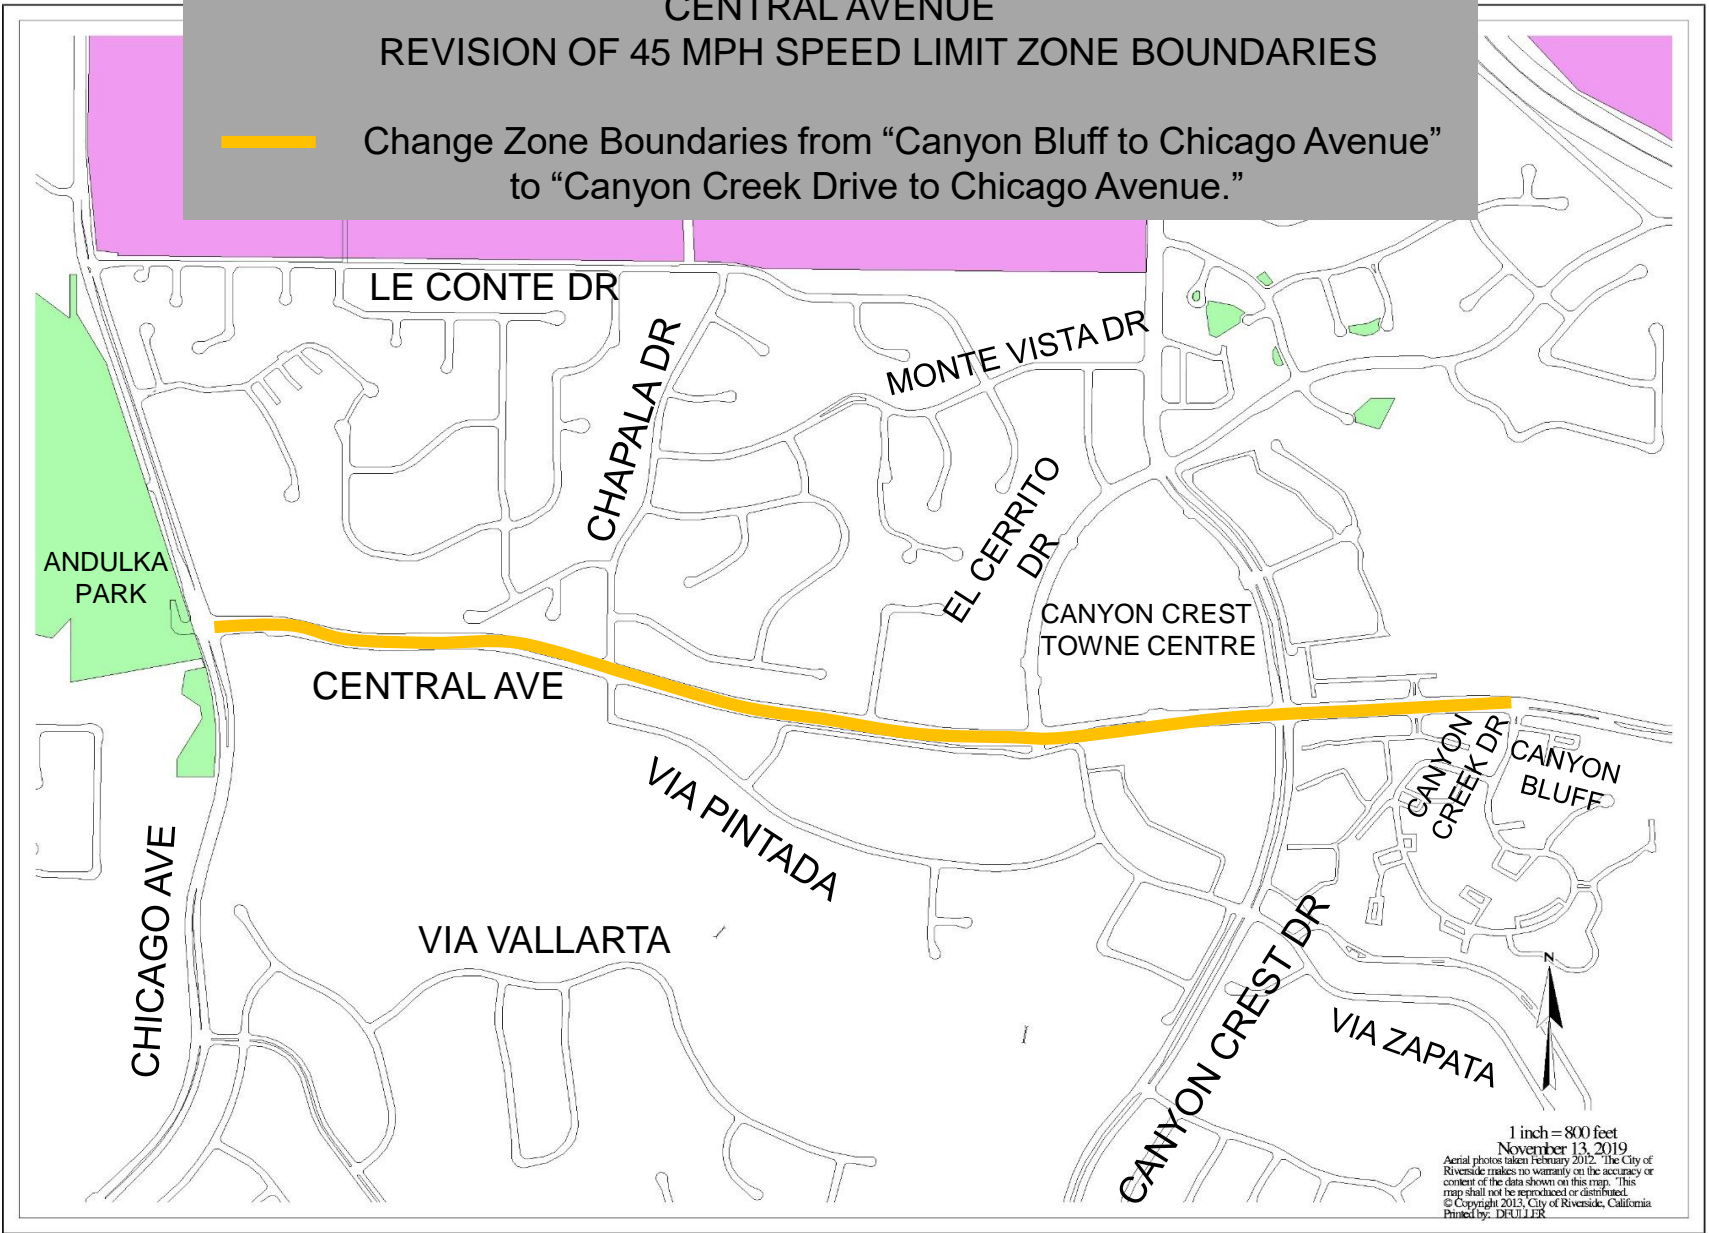 CENTRAL AVENUE
REVISION OF 45 MPH SPEED LIMIT ZONE BOUNDARIES
Change Zone Boundaries from “Canyon Bluff to Chicago Avenue”
to “Canyon Creek Drive to Chicago Avenue.”
LE CONTE DR
MONTE VISTA DR
CHAPALA DR
EL CERRITO
DR
ANDULKA
PARK
CANYON CREST
TOWNE CENTRE
CENTRAL AVE
CANYON
CREEK DR
CANYON
BLUFF
VIA PINTADA
CHICAGO AVE
VIA VALLARTA
CANYON CREST DR
VIA ZAPATA
N
1 inch = 800 feet
November 13, 2019
Aerial photos taken February 2012. The City of
Riverside makes no warranty on the accuracy or
content of the data shown on this map. This
map shall not be reproduced or distributed.
© Copyright 2013, City of Riverside, California
Printed by: DFULLER